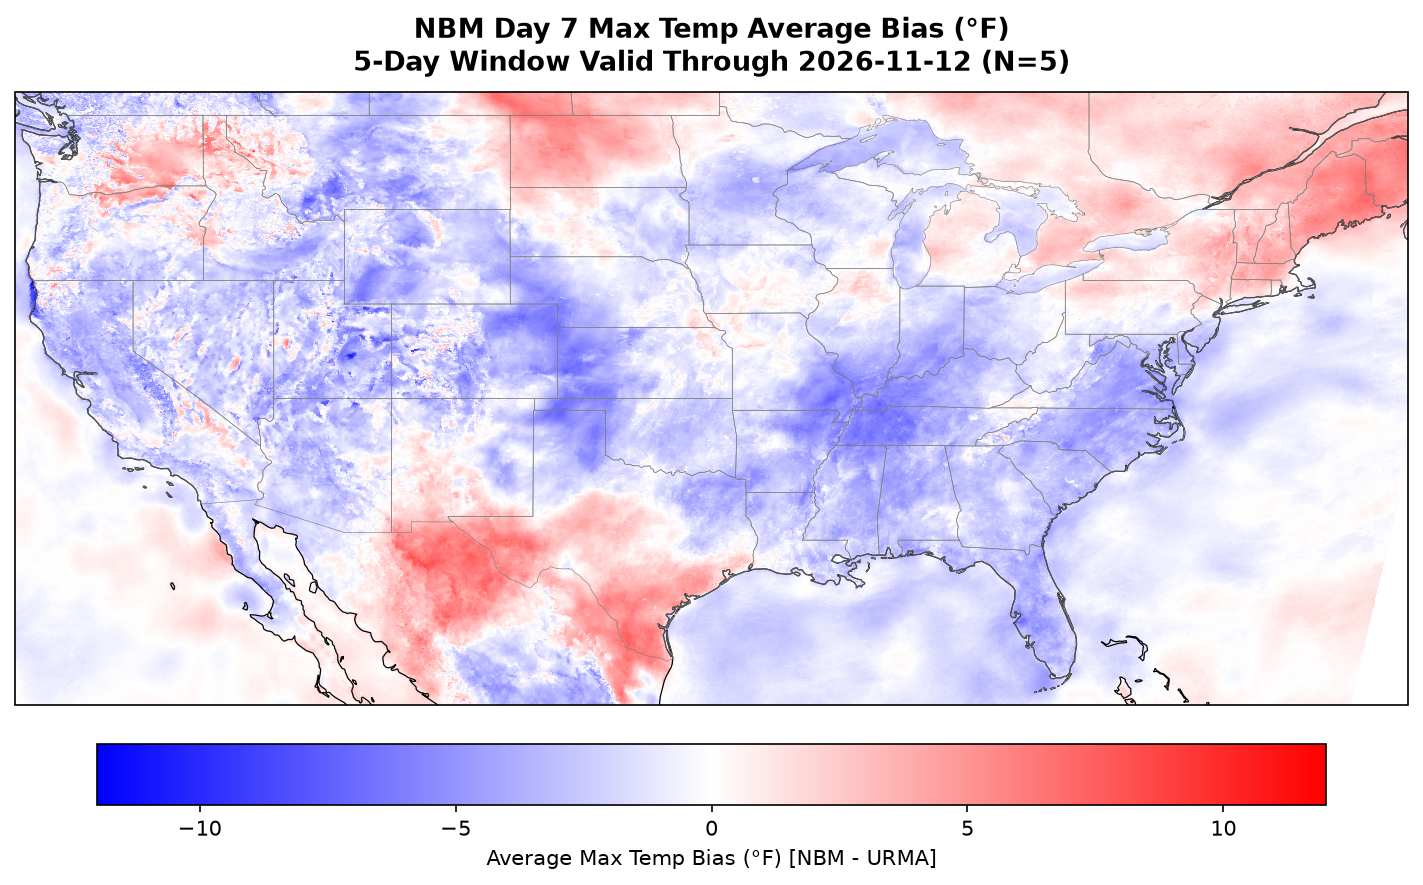 NBM Day 7 Max Temp Average Bias (°F)
5-Day Window Valid Through 2026-11-12 (N=5)
−10 −5 0 5 10
Average Max Temp Bias (°F) [NBM - URMA]